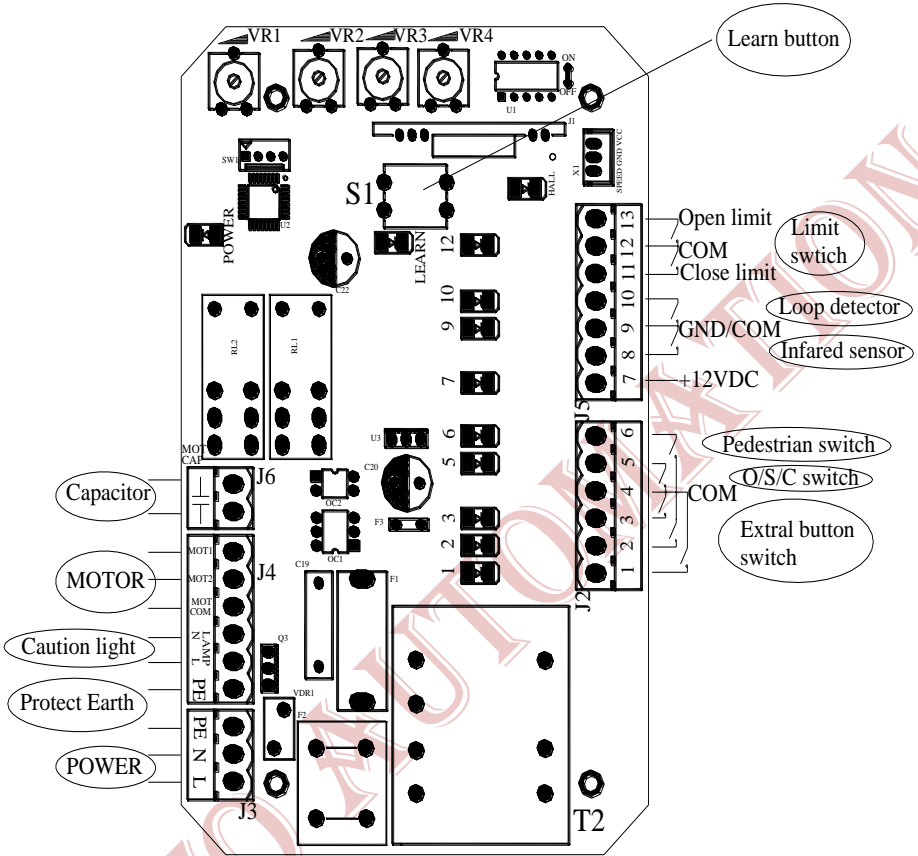 VR1 VR2 VR3 VR4
Learn button
ON
OFF
U1
J1
SW1
U2
S1
HALL
X1
SPEED GND VCC
POWER
LEARN
C22
RL2
RL1
12
10
9
7
6
5
3
2
1
13
12
11
10
9
8
7
J5
Open limit
COM
Close limit
Limit
swtich
Loop detector
GND/COM
Infared sensor
+12VDC
6
5
4
3
2
1
J2
Pedestrian switch
O/S/C switch
COM
Extral button
switch
MOT
CAP
J6
Capacitor
U3
C20
OC2
F3
OC1
C19
F1
MOT1
MOT2
MOT
COM
J4
MOTOR
N
L
LAMP
Caution light
PE
Protect Earth
Q3
VDR1
F2
PE
N
L
POWER
J3
T2
AUTOMATION